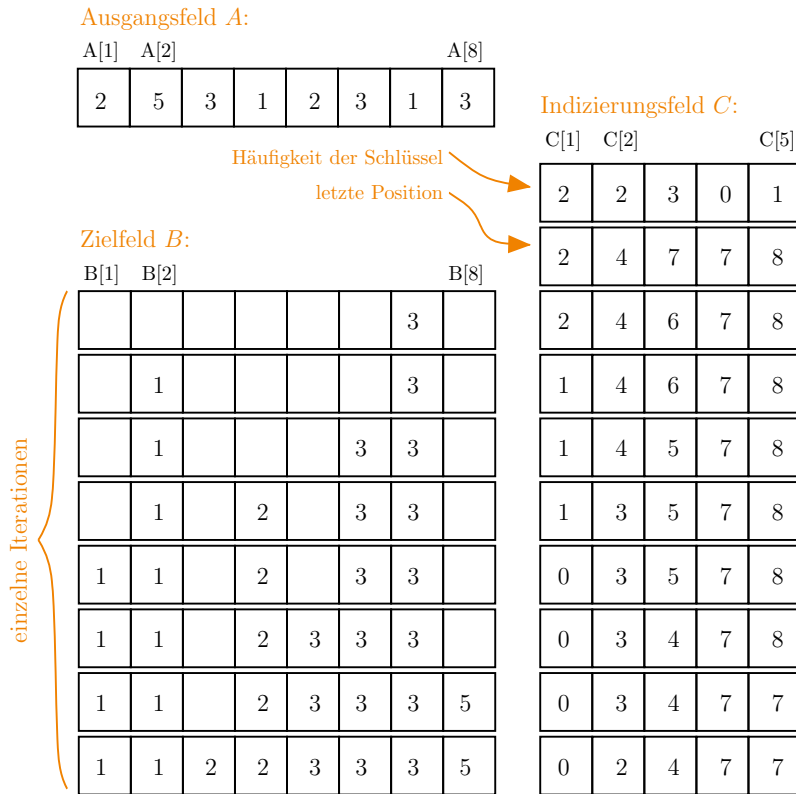 Ausgangsfeld A:
A[1] A[2] A[8]
2 5 3 1 2 3 1 3
Indizierungsfeld C:
C[1] C[2] C[5]
Häufigkeit der Schlüssel
2 2 3 0 1
letzte Position
2 4 7 7 8
Zielfeld B:
B[1] B[2] B[8]
einzelne Iterationen
3
2 4 6 7 8
1 3
1 4 6 7 8
1 3 3
1 4 5 7 8
1 2 3 3
1 3 5 7 8
1 1 2 3 3
0 3 5 7 8
1 1 2 3 3 3
0 3 4 7 8
1 1 2 3 3 3 5
0 3 4 7 7
1 1 2 2 3 3 3 5
0 2 4 7 7